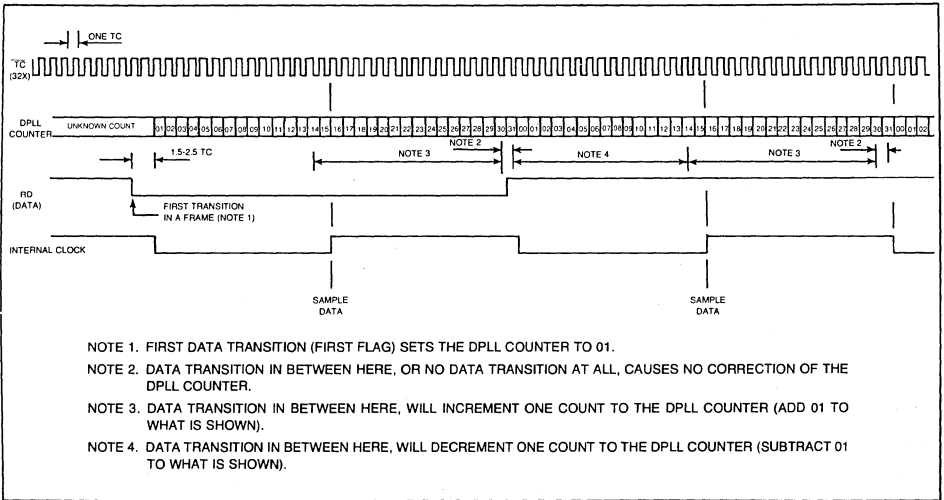 ONE TC
TC
(32X)
DPLL
COUNTER
UNKNOWN COUNT
01 02 03 04 05 06 07 08 09 10 11 12 13 14 15 16 17 18 19 20 21 22 23 24 25 26 27 28 29 30 31 00 01 02 03 04 05 06 07 08 09 10 11 12 13 14 15 16 17 18 19 20 21 22 23 24 25 26 27 28 29 30 31 00 01 02
1.5-2.5 TC
NOTE 3
NOTE 2
NOTE 4
NOTE 3
NOTE 2
RD
(DATA)
FIRST TRANSITION
IN A FRAME (NOTE 1)
INTERNAL CLOCK
SAMPLE
DATA
SAMPLE
DATA
NOTE 1. FIRST DATA TRANSITION (FIRST FLAG) SETS THE DPLL COUNTER TO 01.
NOTE 2. DATA TRANSITION IN BETWEEN HERE, OR NO DATA TRANSITION AT ALL, CAUSES NO CORRECTION OF THE
DPLL COUNTER.
NOTE 3. DATA TRANSITION IN BETWEEN HERE, WILL INCREMENT ONE COUNT TO THE DPLL COUNTER (ADD 01 TO
WHAT IS SHOWN).
NOTE 4. DATA TRANSITION IN BETWEEN HERE, WILL DECREMENT ONE COUNT TO THE DPLL COUNTER (SUBTRACT 01
TO WHAT IS SHOWN).